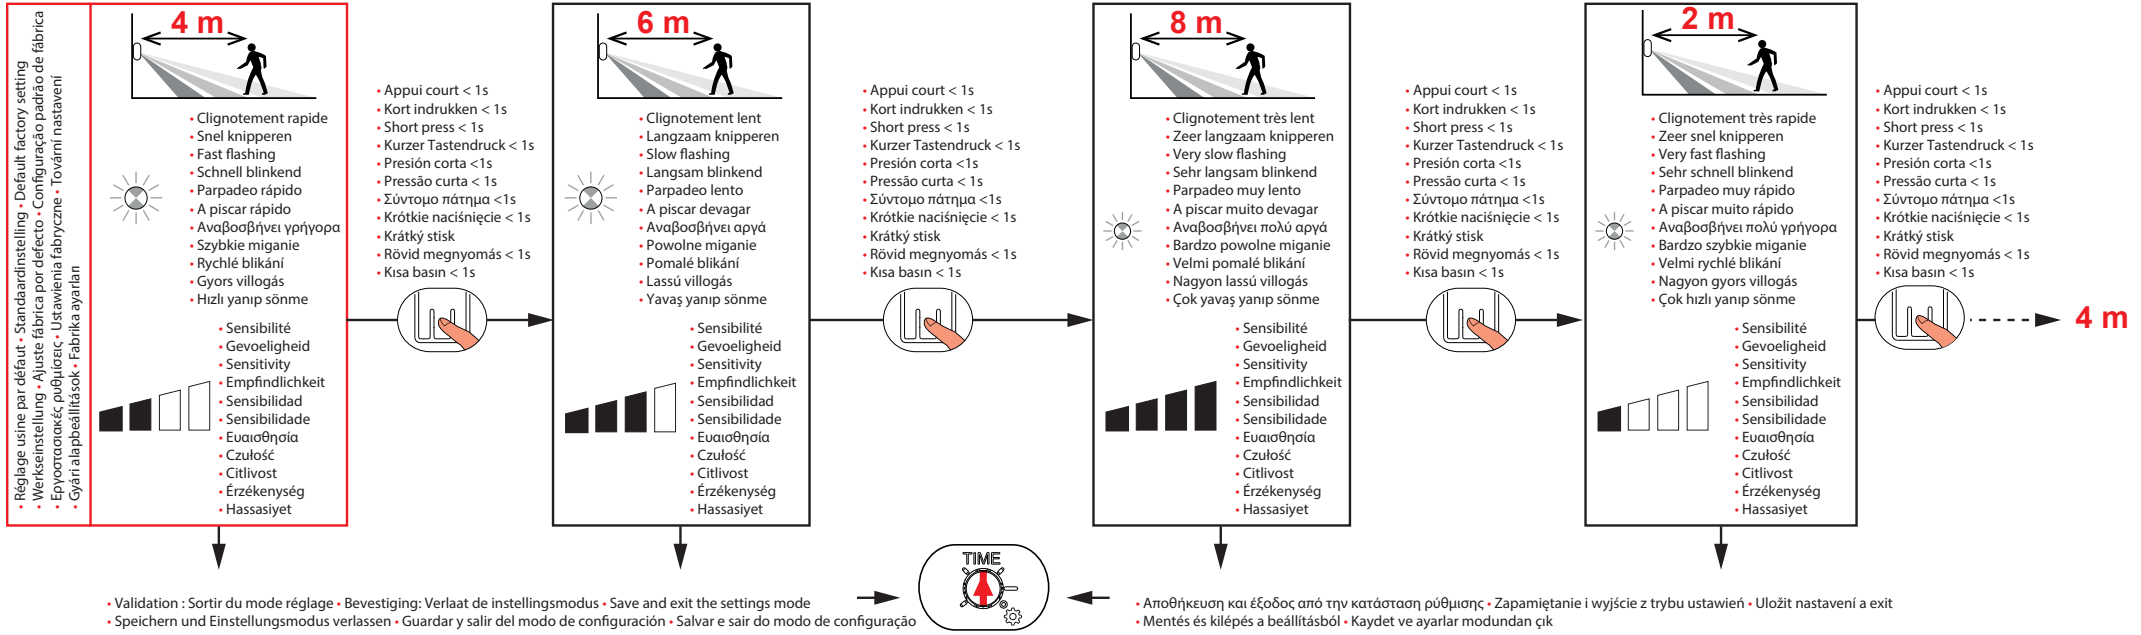 • Réglage usine par défaut • Standaardinstelling • Default factory setting
• Werkseinstellung • Ajuste fábrica por defecto • Configuração padrão de fábrica
• Εργοστασιακές ρυθμίσεις • Ustawienia fabryczne • Tovární nastavení
• Gyári alapbeállítások • Fabrika ayarlan
4 m
• Clignotement rapide
• Snel knipperen
• Fast flashing
• Schnell blinkend
• Parpadeo rápido
• A piscar rápido
• Αναβοσβήνει γρήγορα
• Szybkie miganie
• Rychlé blikání
• Gyors villogás
• Hızlı yanıp sönme
• Sensibilité
• Gevoeligheid
• Sensitivity
• Empfindlichkeit
• Sensibilidad
• Sensibilidade
• Ευαισθησία
• Czułość
• Citlivost
• Érzékenység
• Hassasiyet
• Appui court < 1s
• Kort indrukken < 1s
• Short press < 1s
• Kurzer Tastendruck < 1s
• Presión corta <1s
• Pressão curta < 1s
• Σύντομο πάτημα <1s
• Krótkie naciśnięcie < 1s
• Krátký stisk
• Rövid megnyomás < 1s
• Kısa basın < 1s
6 m
• Clignotement lent
• Langzaam knipperen
• Slow flashing
• Langsam blinkend
• Parpadeo lento
• A piscar devagar
• Αναβοσβήνει αργά
• Powolne miganie
• Pomalé blikání
• Lassú villogás
• Yavaş yanıp sönme
• Sensibilité
• Gevoeligheid
• Sensitivity
• Empfindlichkeit
• Sensibilidad
• Sensibilidade
• Ευαισθησία
• Czułość
• Citlivost
• Érzékenység
• Hassasiyet
• Appui court < 1s
• Kort indrukken < 1s
• Short press < 1s
• Kurzer Tastendruck < 1s
• Presión corta <1s
• Pressão curta < 1s
• Σύντομο πάτημα <1s
• Krótkie naciśnięcie < 1s
• Krátký stisk
• Rövid megnyomás < 1s
• Kısa basın < 1s
8 m
• Clignotement très lent
• Zeer langzaam knipperen
• Very slow flashing
• Sehr langsam blinkend
• Parpadeo muy lento
• A piscar muito devagar
• Αναβοσβήνει πολύ αργά
• Bardzo powolne miganie
• Velmi pomalé blikání
• Nagyon lassú villogás
• Çok yavaş yanıp sönme
• Sensibilité
• Gevoeligheid
• Sensitivity
• Empfindlichkeit
• Sensibilidad
• Sensibilidade
• Ευαισθησία
• Czułość
• Citlivost
• Érzékenység
• Hassasiyet
• Appui court < 1s
• Kort indrukken < 1s
• Short press < 1s
• Kurzer Tastendruck < 1s
• Presión corta <1s
• Pressão curta < 1s
• Σύντομο πάτημα <1s
• Krótkie naciśnięcie < 1s
• Krátký stisk
• Rövid megnyomás < 1s
• Kısa basın < 1s
2 m
• Clignotement très rapide
• Zeer snel knipperen
• Very fast flashing
• Sehr schnell blinkend
• Parpadeo muy rápido
• A piscar muito rápido
• Αναβοσβήνει πολύ γρήγορα
• Bardzo szybkie miganie
• Velmi rychlé blikání
• Nagyon gyors villogás
• Çok hızlı yanıp sönme
• Sensibilité
• Gevoeligheid
• Sensitivity
• Empfindlichkeit
• Sensibilidad
• Sensibilidade
• Ευαισθησία
• Czułość
• Citlivost
• Érzékenység
• Hassasiyet
• Appui court < 1s
• Kort indrukken < 1s
• Short press < 1s
• Kurzer Tastendruck < 1s
• Presión corta <1s
• Pressão curta < 1s
• Σύντομο πάτημα <1s
• Krótkie naciśnięcie < 1s
• Krátký stisk
• Rövid megnyomás < 1s
• Kısa basın < 1s
4 m
• Validation : Sortir du mode réglage • Bevestiging: Verlaat de instellingsmodus • Save and exit the settings mode
• Speichern und Einstellungsmodus verlassen • Guardar y salir del modo de configuración • Salvar e sair do modo de configuração
TIME
• Αποθήκευση και έξοδος από την κατάσταση ρύθμισης • Zapamiętanie i wyjście z trybu ustawień • Uložit nastavení a exit
• Mentés és kilépés a beállításból • Kaydet ve ayarlar modundan çık